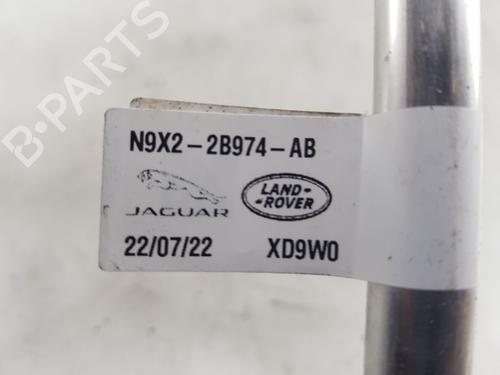 N9X2-2B974-AB
JAGUAR
LAND-
-ROVER
22/07/22 XD9W0
B-PARTS